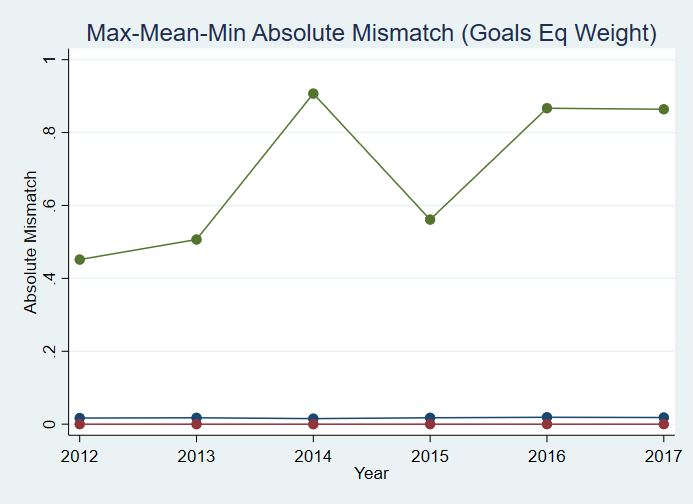 Max-Mean-Min Absolute Mismatch (Goals Eq Weight)
Absolute Mismatch
1
.8
.6
.4
.2
0
2012 2013 2014 2015 2016 2017
Year